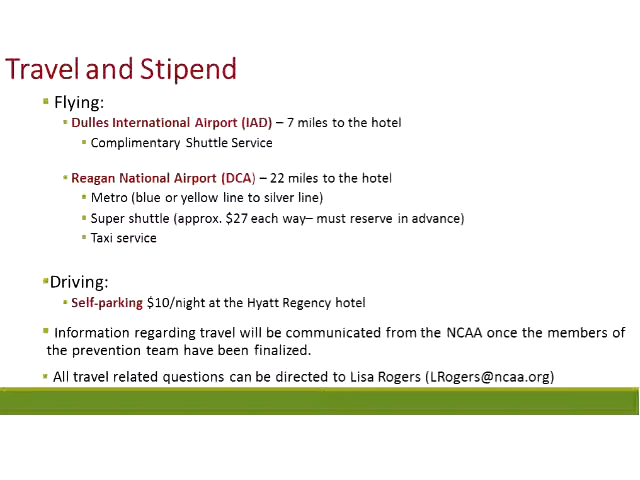 Travel and Stipend
Flying:
Dulles International Airport (IAD) – 7 miles to the hotel
Complimentary Shuttle Service
Reagan National Airport (DCA) – 22 miles to the hotel
Metro (blue or yellow line to silver line)
Super shuttle (approx. $27 each way– must reserve in advance)
Taxi service
Driving:
Self-parking $10/night at the Hyatt Regency hotel
Information regarding travel will be communicated from the NCAA once the members of
the prevention team have been finalized.
All travel related questions can be directed to Lisa Rogers (LRogers@ncaa.org)